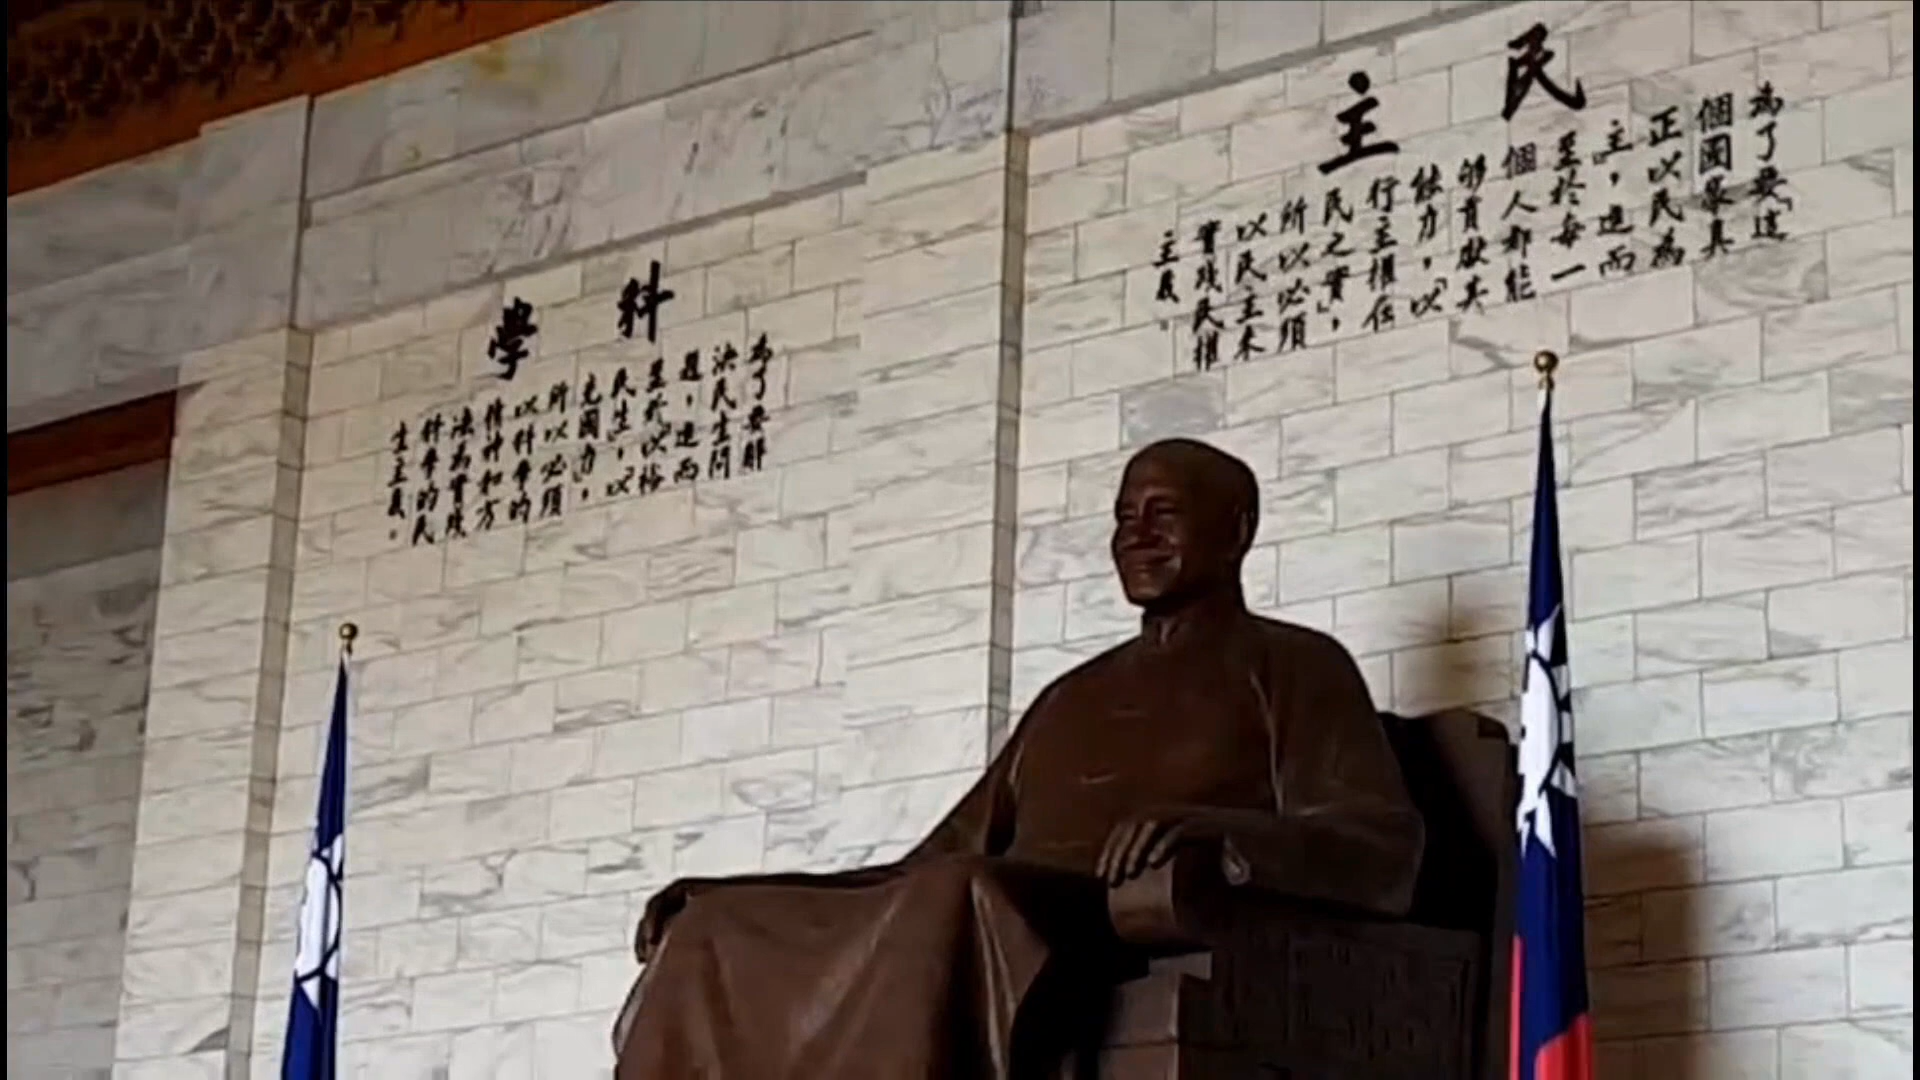 民主
為了要「這
個國家真
正以民為
主」，進而
至於每一
個人都能
够貢獻其
能力，「以
行主權在
民之實」，
所以必須
以民主來
實踐民權
主義。
科學
為了要解
決民生問
題，進而
至於「以裕
民生」，「以
充國力」，
所以必須
以科學的
精神和方
法為實踐
科學的民
生主義。